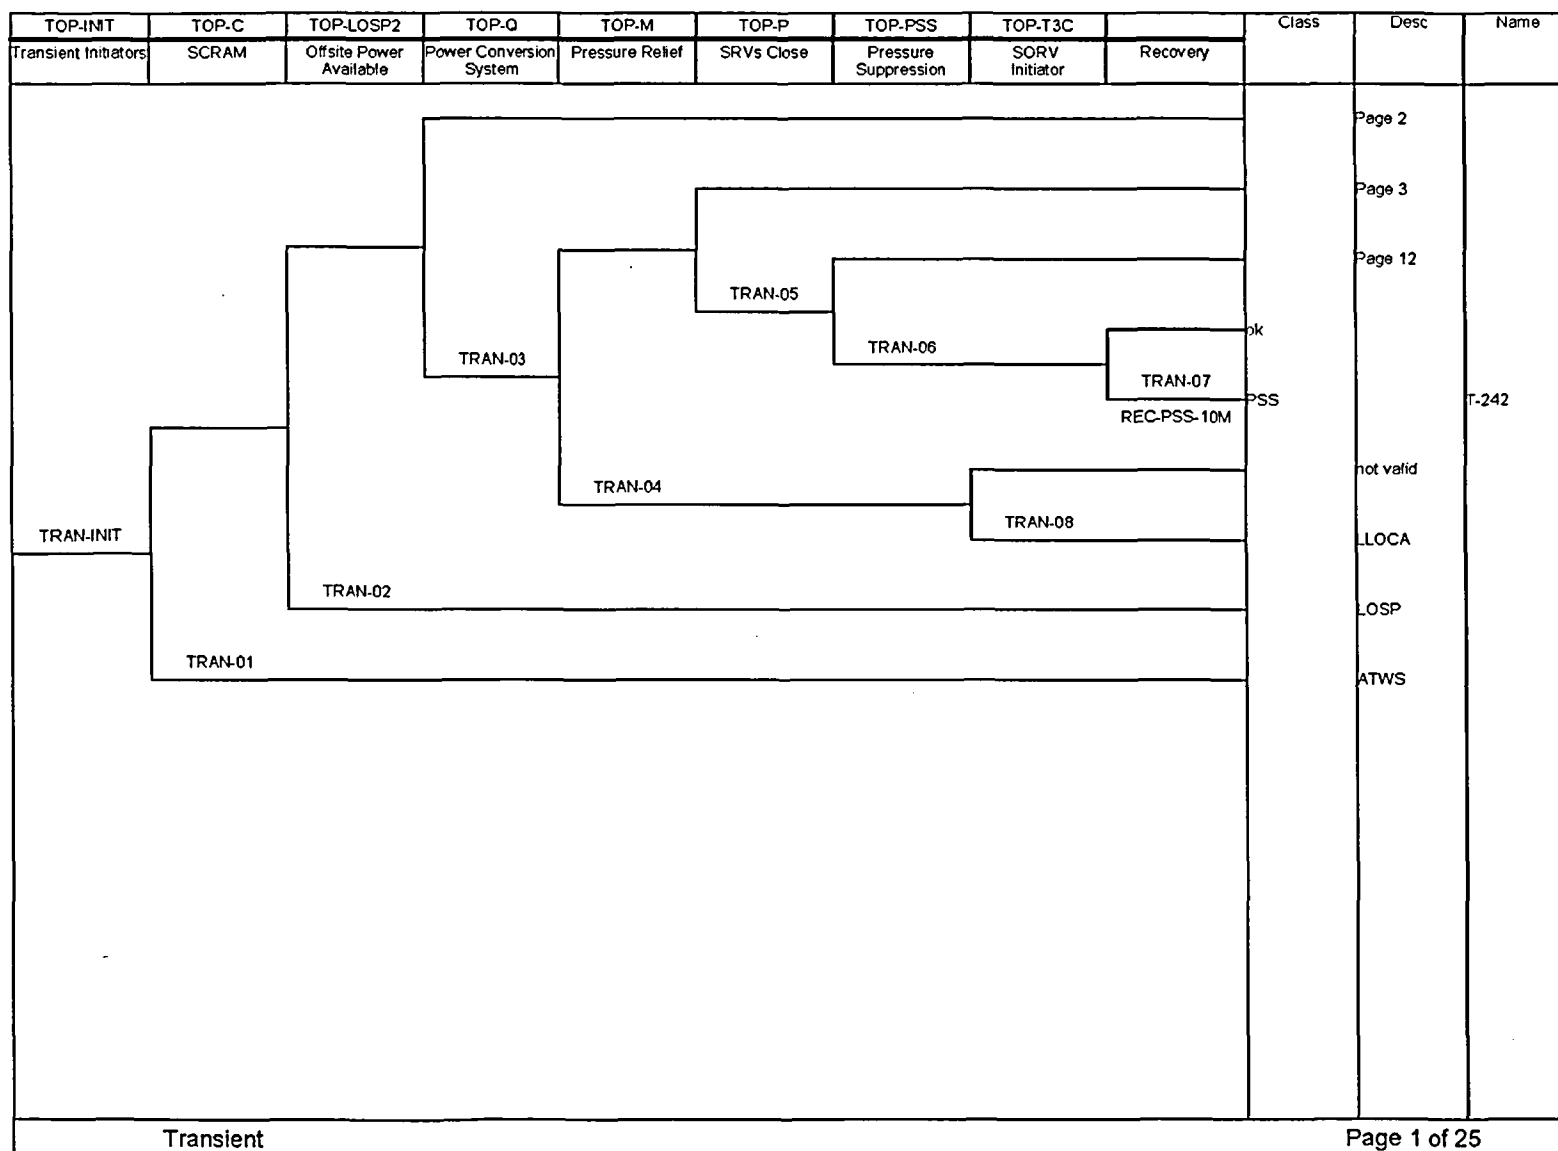 TOP-INIT TOP-C TOP-LOSP2 TOP-Q TOP-M TOP-P TOP-PSS TOP-T3C Class Desc Name
Transient Initiators SCRAM Offsite Power Power Conversion Pressure Relief SRVs Close Pressure SORV Recovery
Available System Suppression Initiator
Page 2
Page 3
Page 12
TRAN-05
ok
TRAN-06
TRAN-03
TRAN-07
PSS T-242
REC-PSS-10M
not valid
TRAN-04
TRAN-08
TRAN-INIT
LLOCA
TRAN-02
LOSP
TRAN-01
ATWS
Transient Page 1 of 25